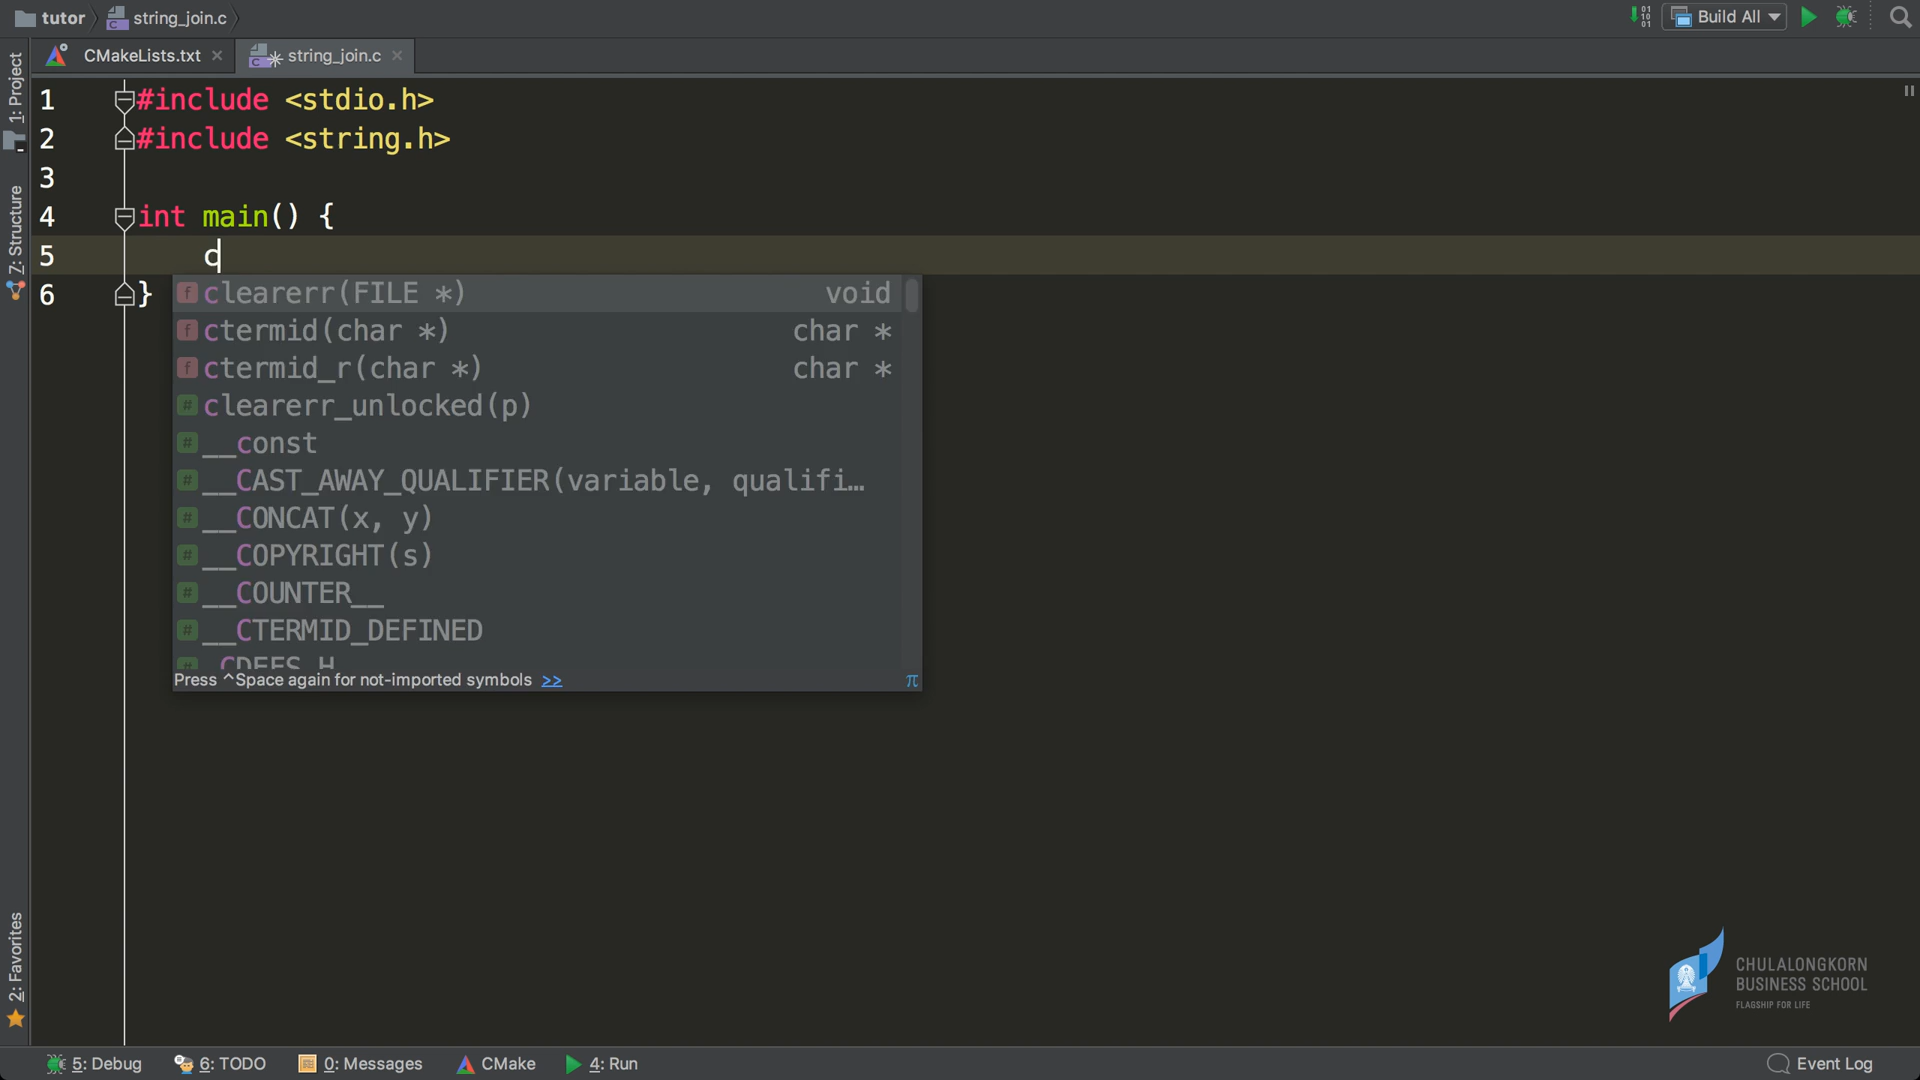 tutor string_join.c Build All
CMakeLists.txt string_join.c
1: Project
7: Structure
2: Favorites
1 #include <stdio.h>
2 #include <string.h>
3
4 int main() {
5 c
6 }
clearerr(FILE *) void
ctermid(char *) char *
ctermid_r(char *) char *
clearerr_unlocked(p)
__const
__CAST_AWAY_QUALIFIER(variable, qualifi…
__CONCAT(x, y)
__COPYRIGHT(s)
__COUNTER__
__CTERMID_DEFINED
_CDEFS_H_
Press ^Space again for not-imported symbols >> π
CHULALONGKORN
BUSINESS SCHOOL
FLAGSHIP FOR LIFE
5: Debug 6: TODO 0: Messages CMake 4: Run Event Log